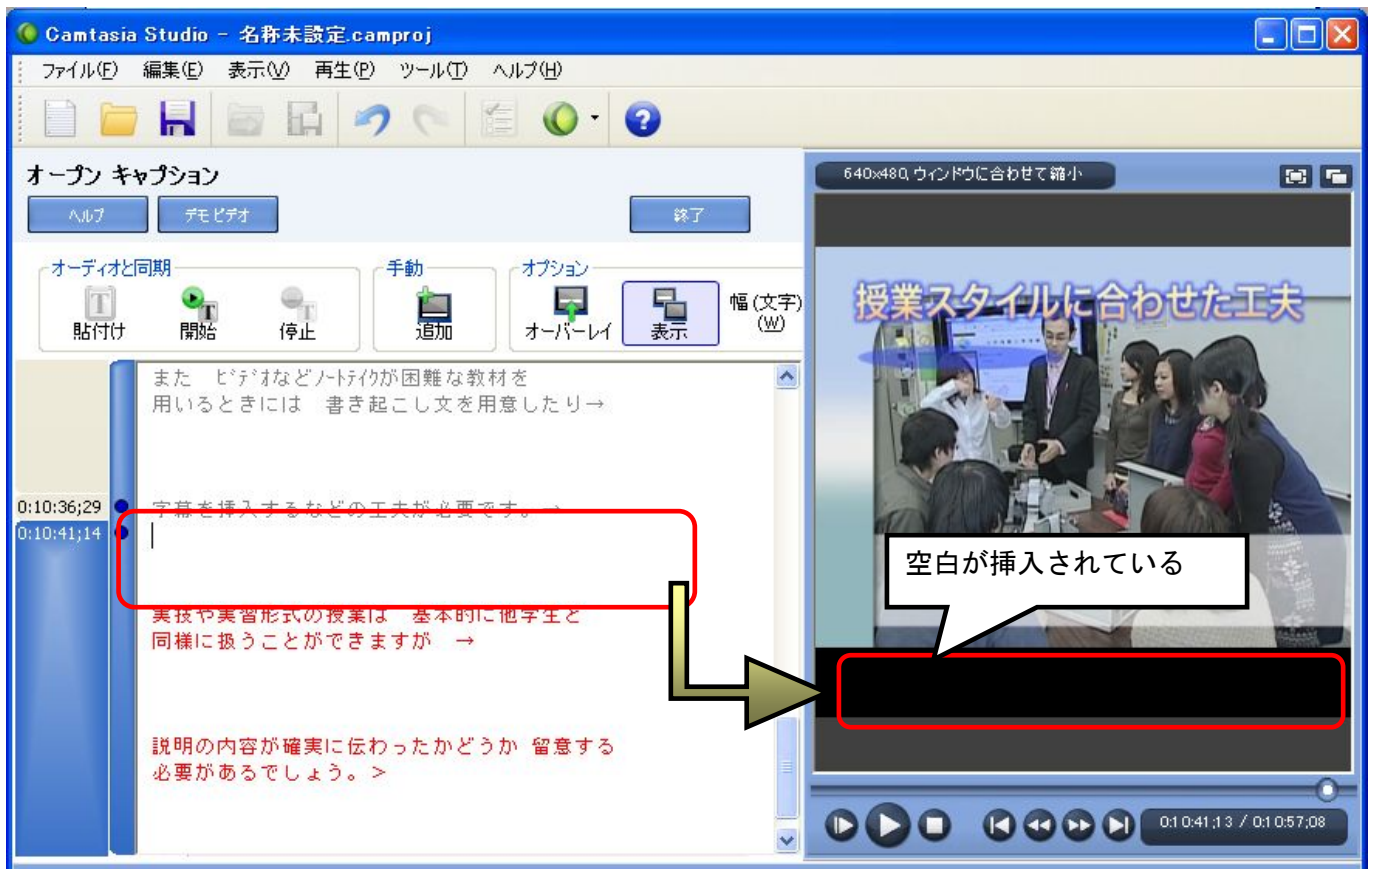 Camtasia Studio - 名称未設定.camproj
ファイル(F) 編集(E) 表示(V) 再生(P) ツール(T) ヘルプ(H)
オープン キャプション
ヘルプ デモビデオ 終了
オーディオと同期 手動 オプション
貼付け 開始 停止 追加 オーバーレイ 表示 幅(文字)
(W)
また ビデオなどノートテイクが困難な教材を
用いるときには 書き起こし文を用意したり→
0:10:36;29 字幕を挿入するなどの工夫が必要です。→
0:10:41;14
実技や実習形式の授業は 基本的に他学生と
同様に扱うことができますが →
説明の内容が確実に伝わったかどうか 留意する
必要があるでしょう。>
640x480, ウィンドウに合わせて縮小
授業スタイルに合わせた工夫
空白が挿入されている
0:10:41;13 / 0:10:57;08